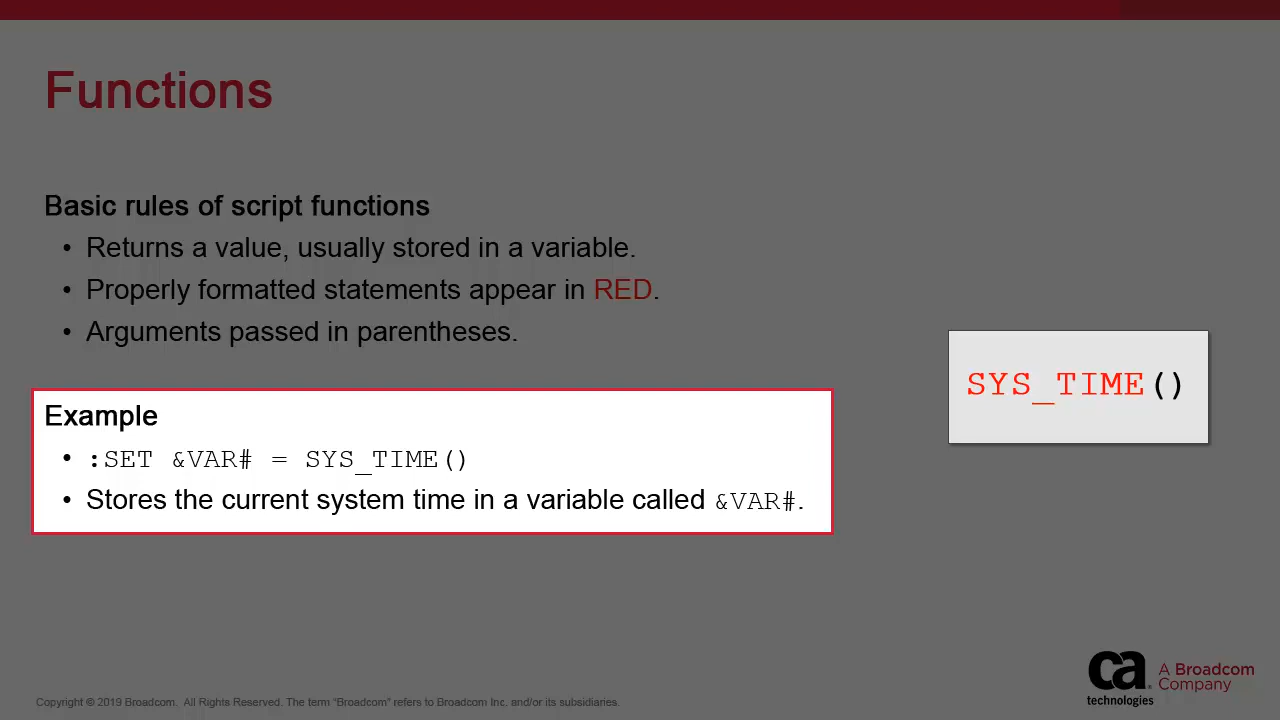 Functions
Basic rules of script functions
• Returns a value, usually stored in a variable.
• Properly formatted statements appear in RED.
• Arguments passed in parentheses.
SYS_TIME()
Example
• :SET &VAR# = SYS_TIME()
• Stores the current system time in a variable called &VAR#.
ca
technologies
A Broadcom
Company
Copyright © 2019 Broadcom. All Rights Reserved. The term “Broadcom” refers to Broadcom Inc. and/or its subsidiaries.